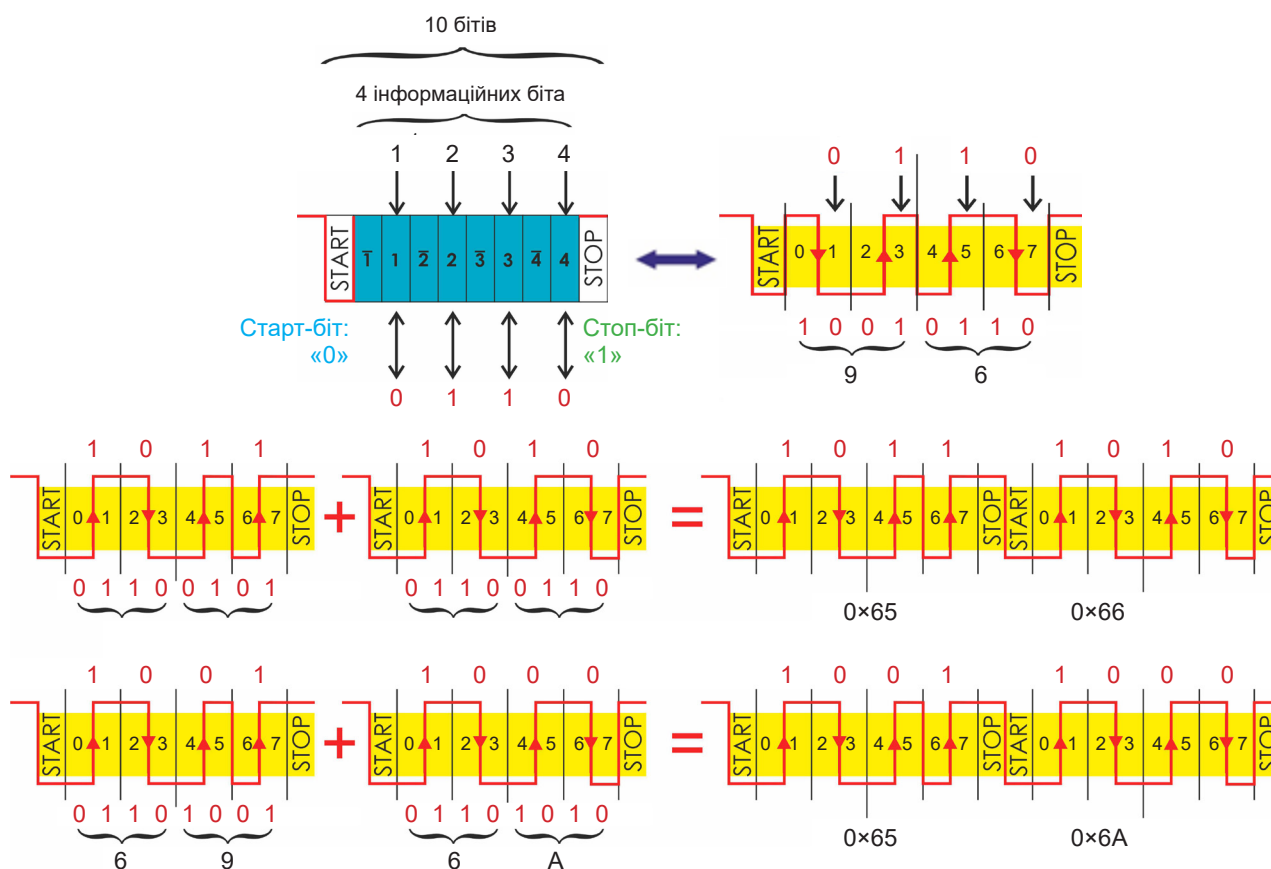 10 бітів
4 інформаційних біта
1 2 3 4
START 1̅ 1 2̅ 2 3̅ 3 4̅ 4 STOP
Старт-біт:
«0»
Стоп-біт:
«1»
0 1 1 0
0 1 1 0
START 0 1 2 3 4 5 6 7 STOP
1 0 0 1 0 1 1 0
9 6
1 0 1 1 1 0 1 0 1 0 1 1 1 0 1 0
START 0 1 2 3 4 5 6 7 STOP + START 0 1 2 3 4 5 6 7 STOP = START 0 1 2 3 4 5 6 7 STOP START 0 1 2 3 4 5 6 7 STOP
0 1 1 0 0 1 0 1 0 1 1 0 0 1 1 0
0×65 0×66
1 0 0 1 1 0 0 0 1 0 0 1 1 0 0 0
START 0 1 2 3 4 5 6 7 STOP + START 0 1 2 3 4 5 6 7 STOP = START 0 1 2 3 4 5 6 7 STOP START 0 1 2 3 4 5 6 7 STOP
0 1 1 0 1 0 0 1 0 1 1 0 1 0 1 0
6 9 6 A
0×65 0×6A